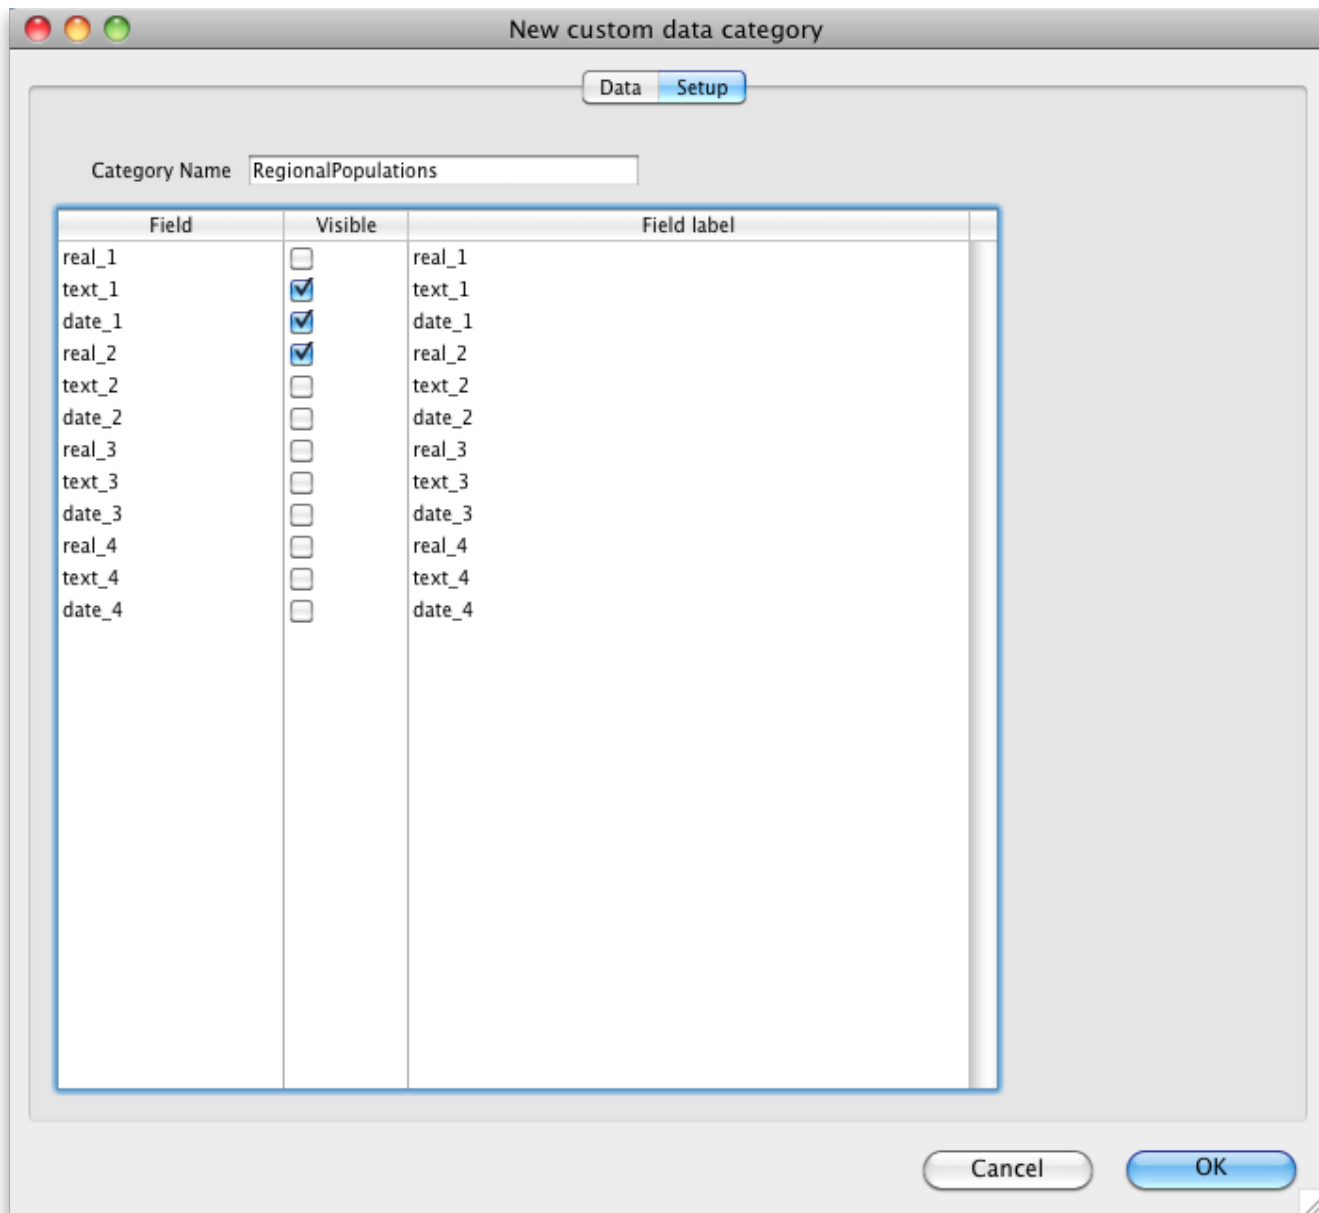 New custom data category
Data Setup
Category Name RegionalPopulations
Field Visible Field label
real_1 real_1
text_1 text_1
date_1 date_1
real_2 real_2
text_2 text_2
date_2 date_2
real_3 real_3
text_3 text_3
date_3 date_3
real_4 real_4
text_4 text_4
date_4 date_4
Cancel OK